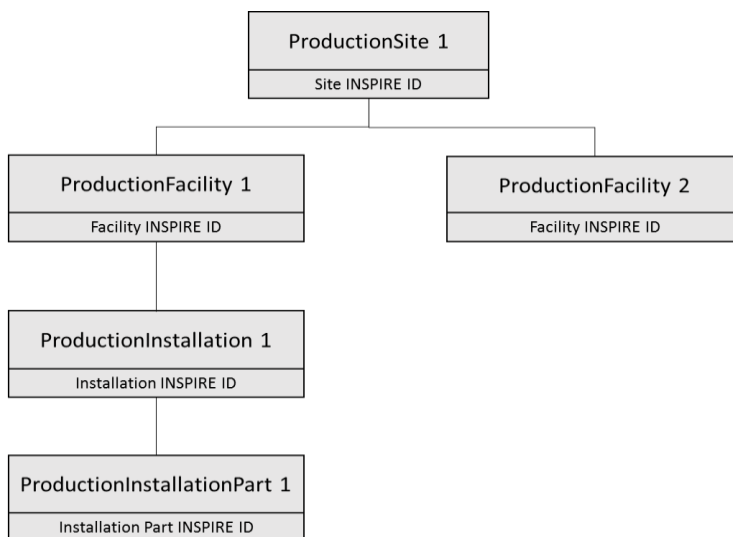 ProductionSite 1
Site INSPIRE ID
ProductionFacility 1
Facility INSPIRE ID
ProductionFacility 2
Facility INSPIRE ID
ProductionInstallation 1
Installation INSPIRE ID
ProductionInstallationPart 1
Installation Part INSPIRE ID